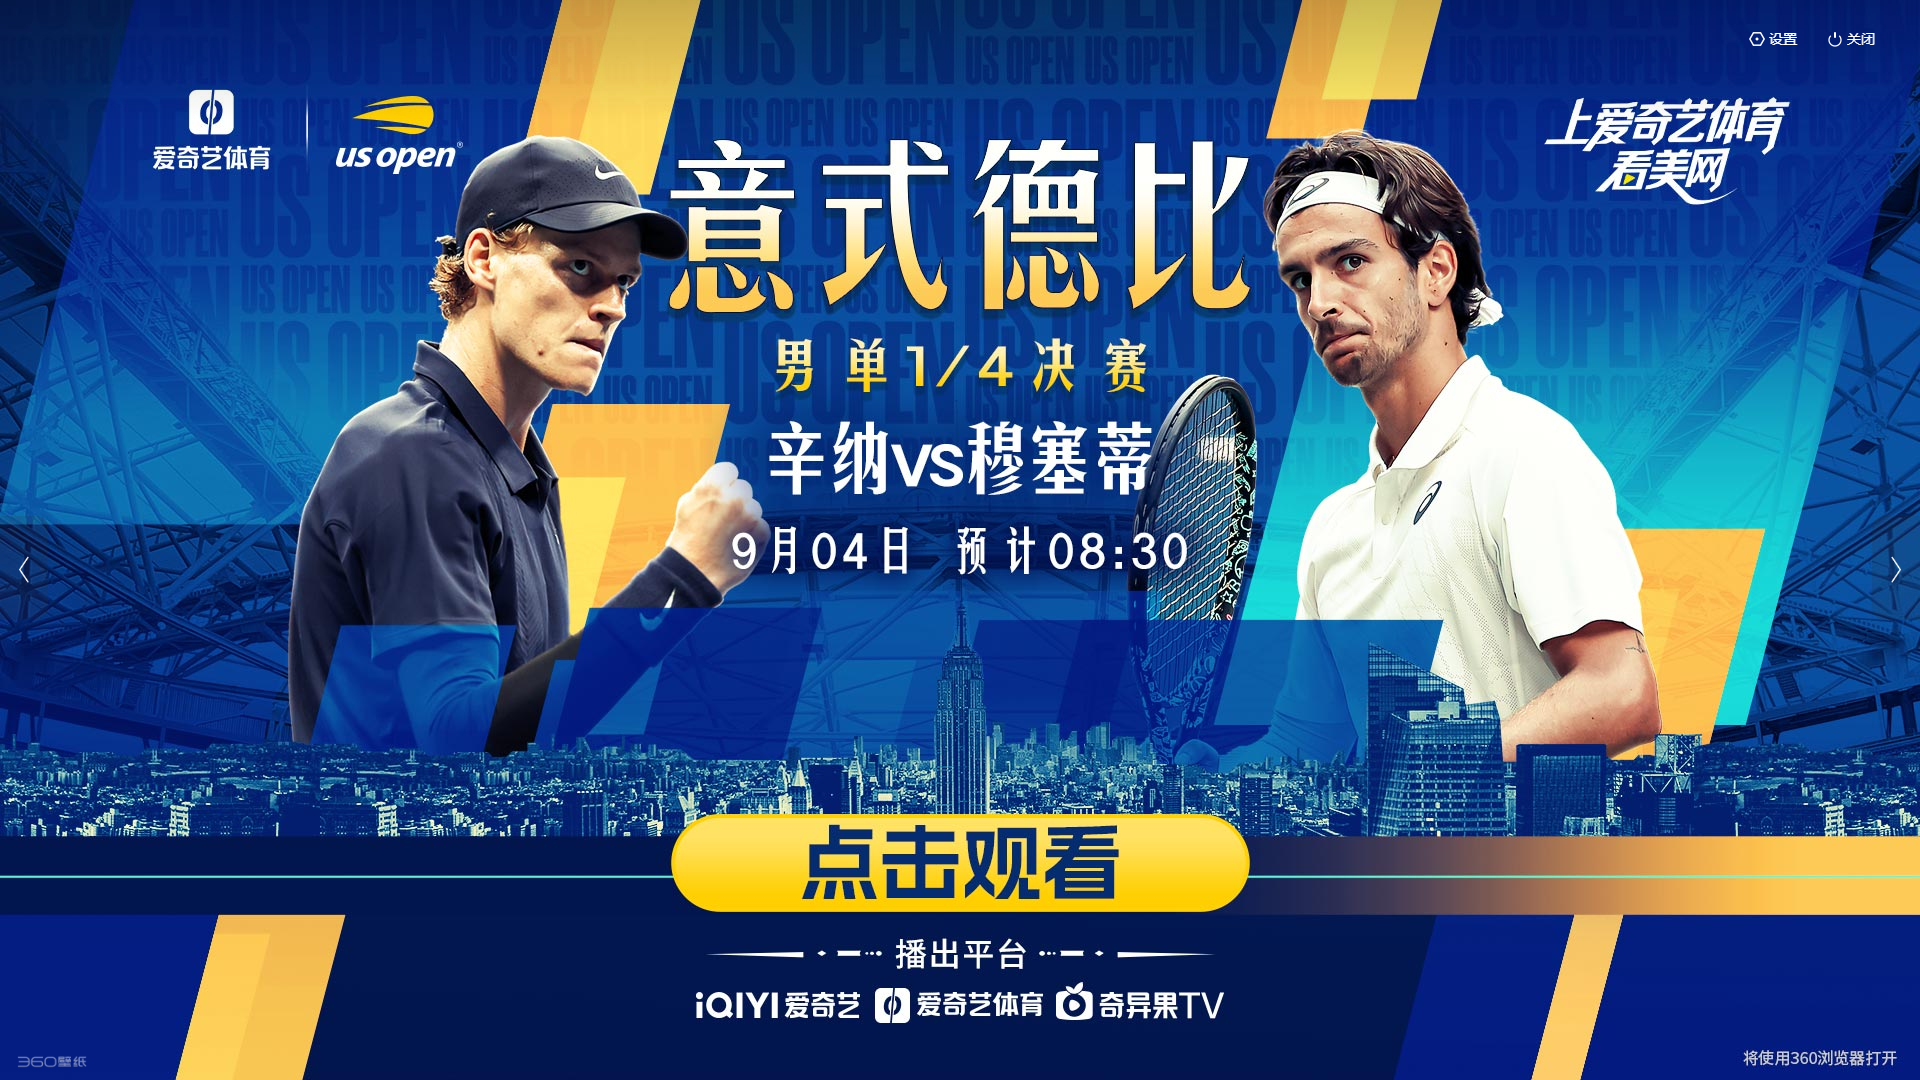 设置
关闭
爱奇艺体育
us open®
上爱奇艺体育
看美网
意式德比
男单1/4决赛
辛纳vs穆塞蒂
9月04日 预计08:30
点击观看
播出平台
iQIYI爱奇艺 爱奇艺体育 奇异果TV
360壁纸
将使用360浏览器打开